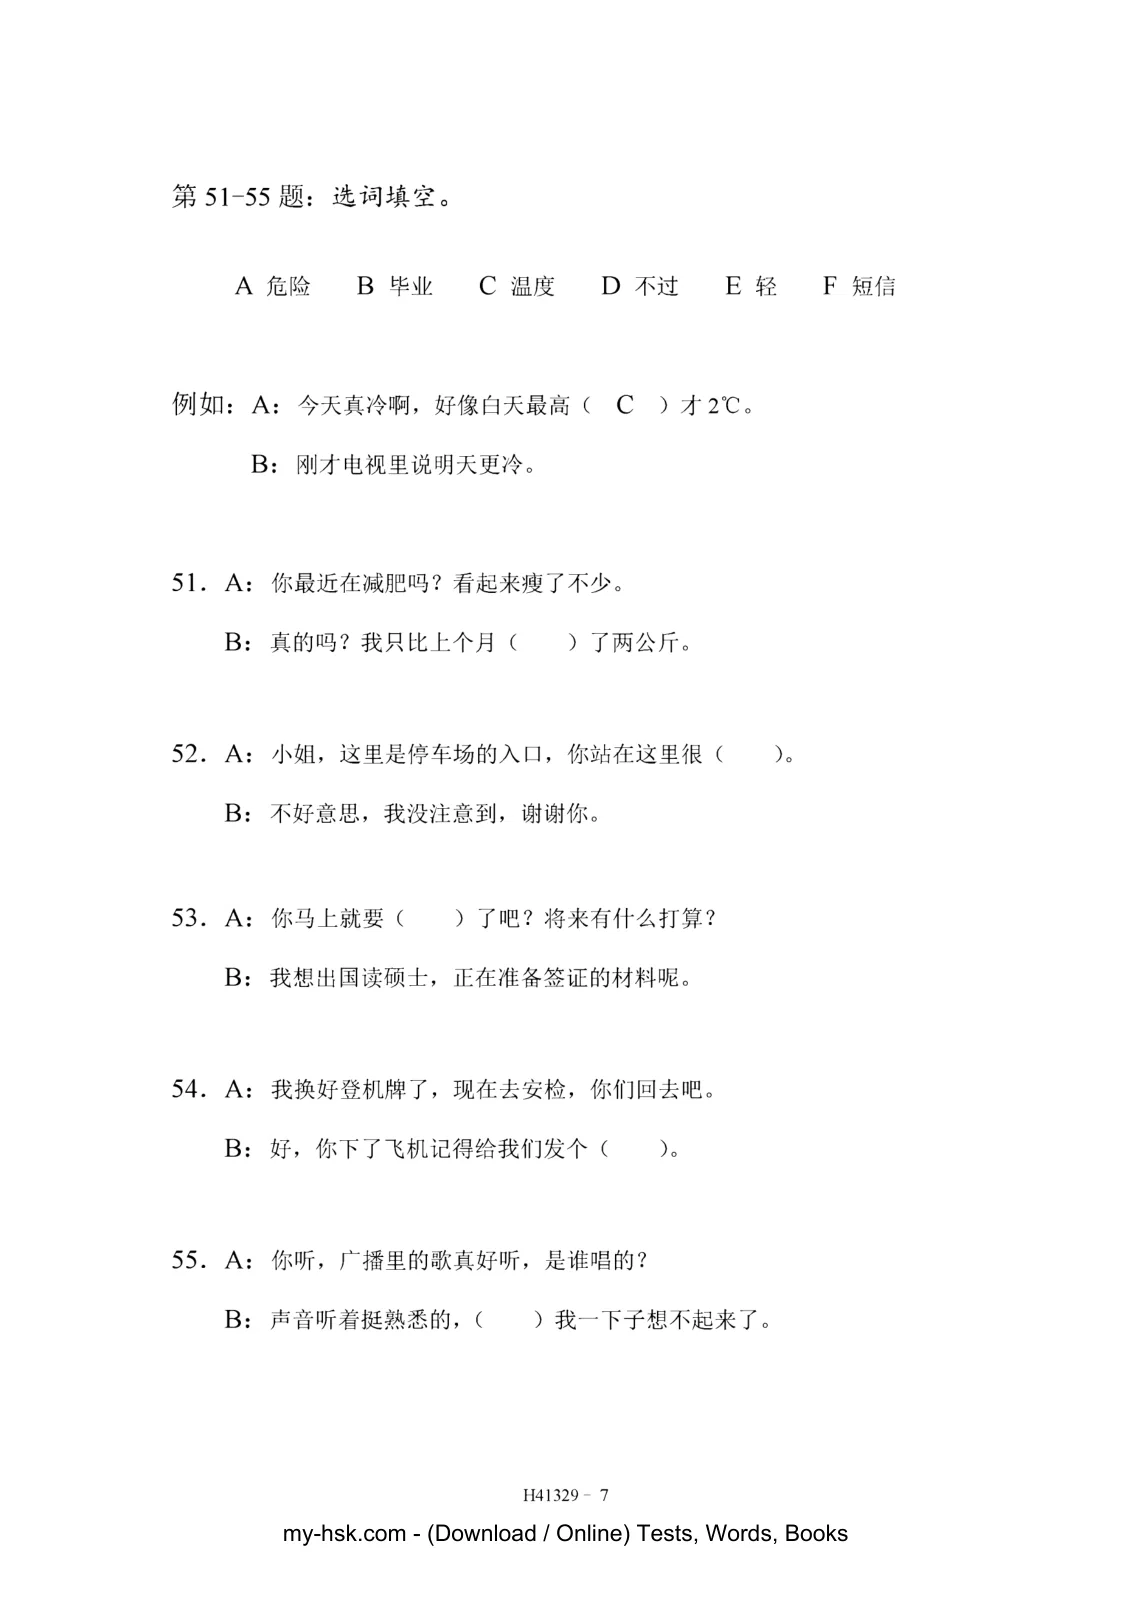 第 51-55 题：选词填空。
A 危险 B 毕业 C 温度 D 不过 E 轻 F 短信
例如：A：今天真冷啊，好像白天最高（ C ）才 2℃。
B：刚才电视里说明天更冷。
51．A：你最近在减肥吗？看起来瘦了不少。
B：真的吗？我只比上个月（ ）了两公斤。
52．A：小姐，这里是停车场的入口，你站在这里很（ ）。
B：不好意思，我没注意到，谢谢你。
53．A：你马上就要（ ）了吧？将来有什么打算？
B：我想出国读硕士，正在准备签证的材料呢。
54．A：我换好登机牌了，现在去安检，你们回去吧。
B：好，你下了飞机记得给我们发个（ ）。
55．A：你听，广播里的歌真好听，是谁唱的？
B：声音听着挺熟悉的，（ ）我一下子想不起来了。
H41329 - 7
my-hsk.com - (Download / Online) Tests, Words, Books